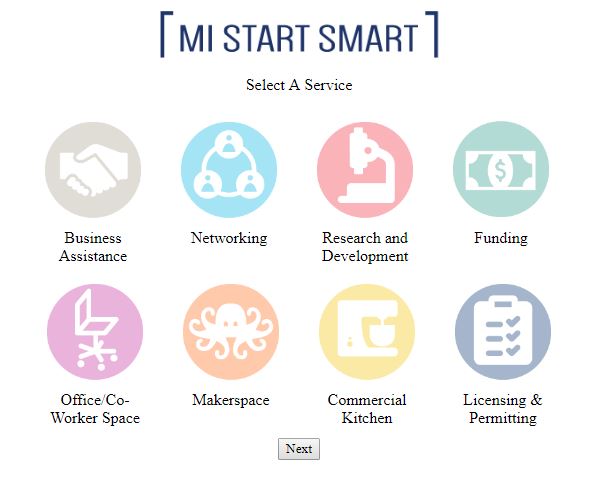 MI START SMART
Select A Service
Business
Assistance
Networking
Research and
Development
Funding
$
Office/Co-
Worker Space
Makerspace
Commercial
Kitchen
Licensing &
Permitting
Next